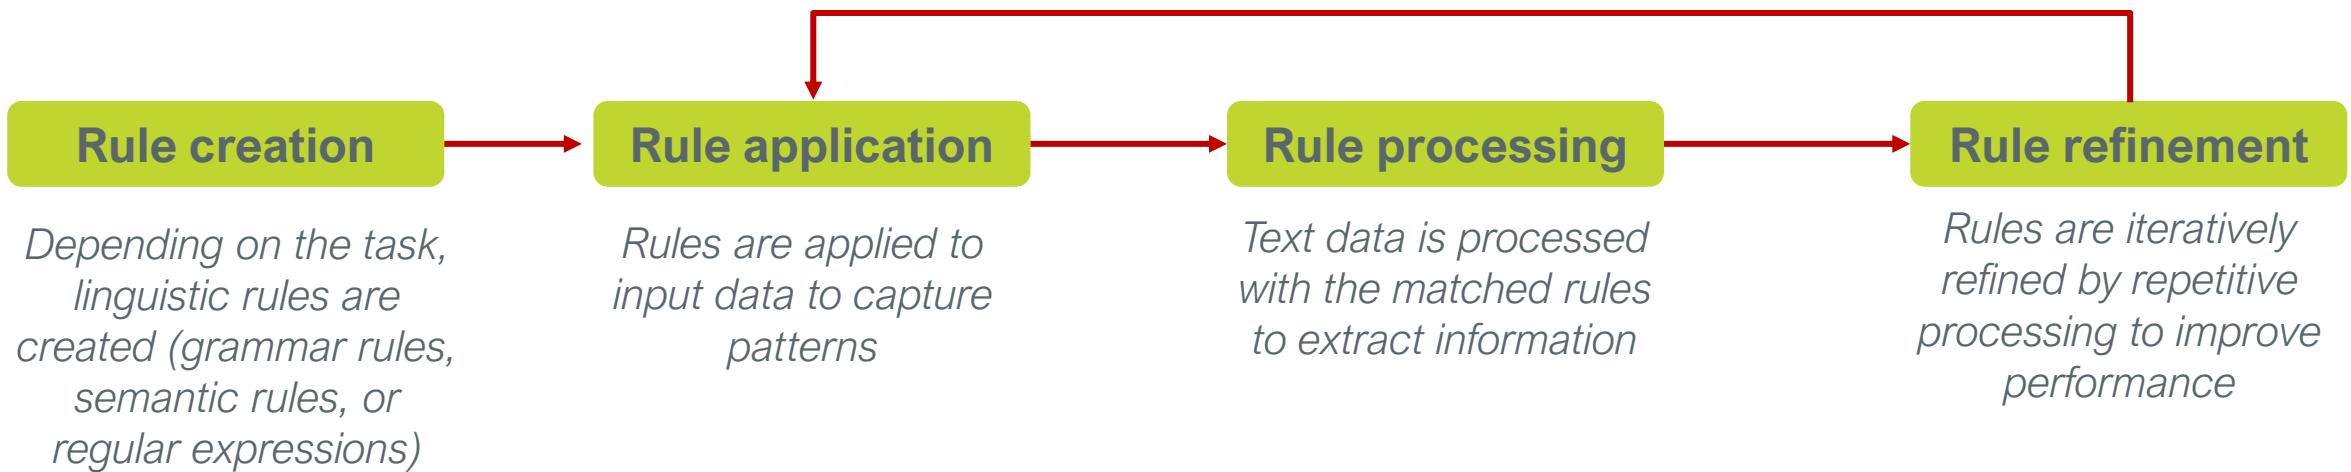 Rule creation
Depending on the task,
linguistic rules are
created (grammar rules,
semantic rules, or
regular expressions)
Rule application
Rules are applied to
input data to capture
patterns
Rule processing
Text data is processed
with the matched rules
to extract information
Rule refinement
Rules are iteratively
refined by repetitive
processing to improve
performance